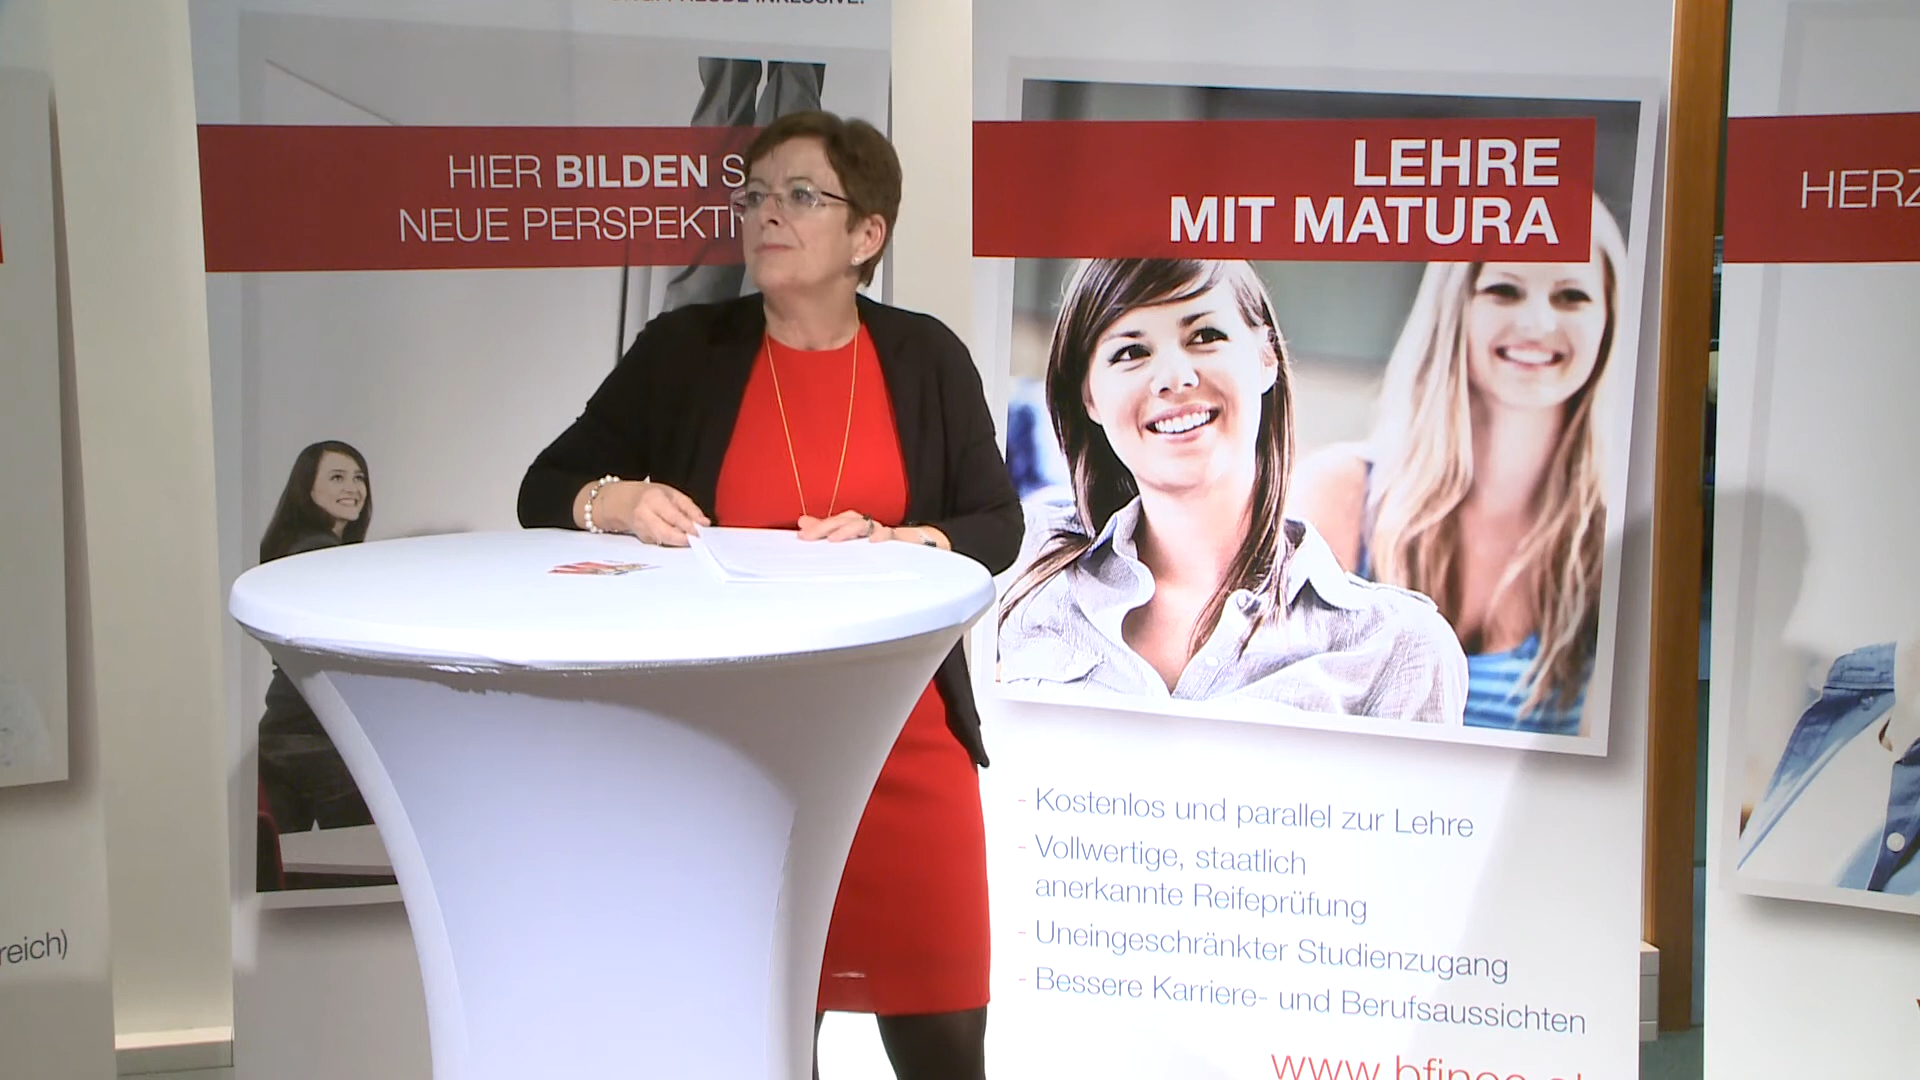 INKLUSIVE.
HIER BILDEN
NEUE
LEHRE
MIT MATURA
- Kostenlos und parallel zur Lehre
- Vollwertige, staatlich
anerkannte Reifeprüfung
- Uneingeschränkter Studienzugang
- Bessere Karriere- und Berufsaussichten
HERZ
reich)